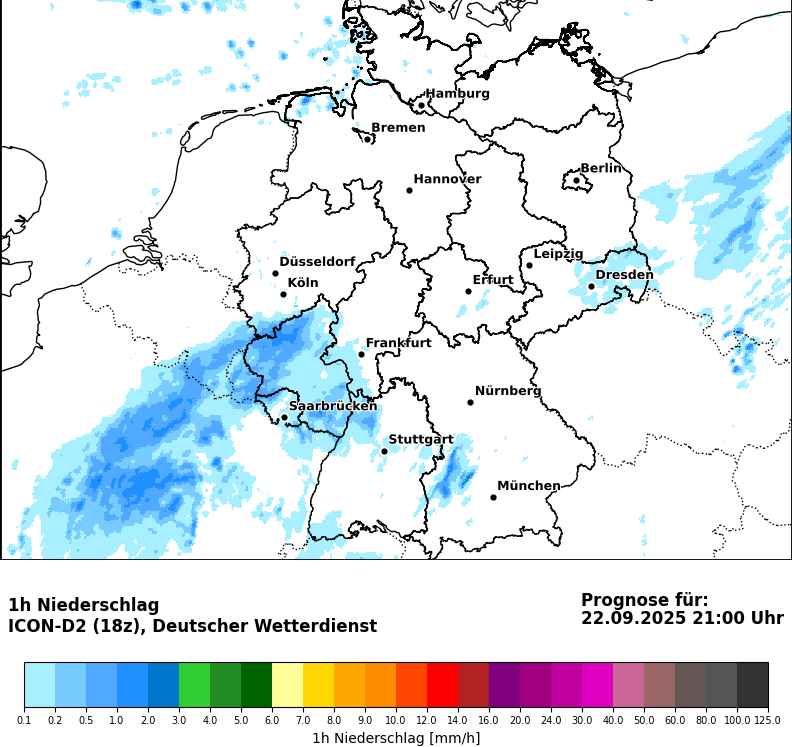 Hamburg
Bremen
Berlin
Hannover
Leipzig
Düsseldorf
Dresden
Köln
Erfurt
Frankfurt
Nürnberg
Saarbrücken
Stuttgart
München
1h Niederschlag
ICON-D2 (18z), Deutscher Wetterdienst
Prognose für:
22.09.2025 21:00 Uhr
0.1 0.2 0.5 1.0 2.0 3.0 4.0 5.0 6.0 7.0 8.0 9.0 10.0 12.0 14.0 16.0 20.0 24.0 30.0 40.0 50.0 60.0 80.0 100.0 125.0
1h Niederschlag [mm/h]